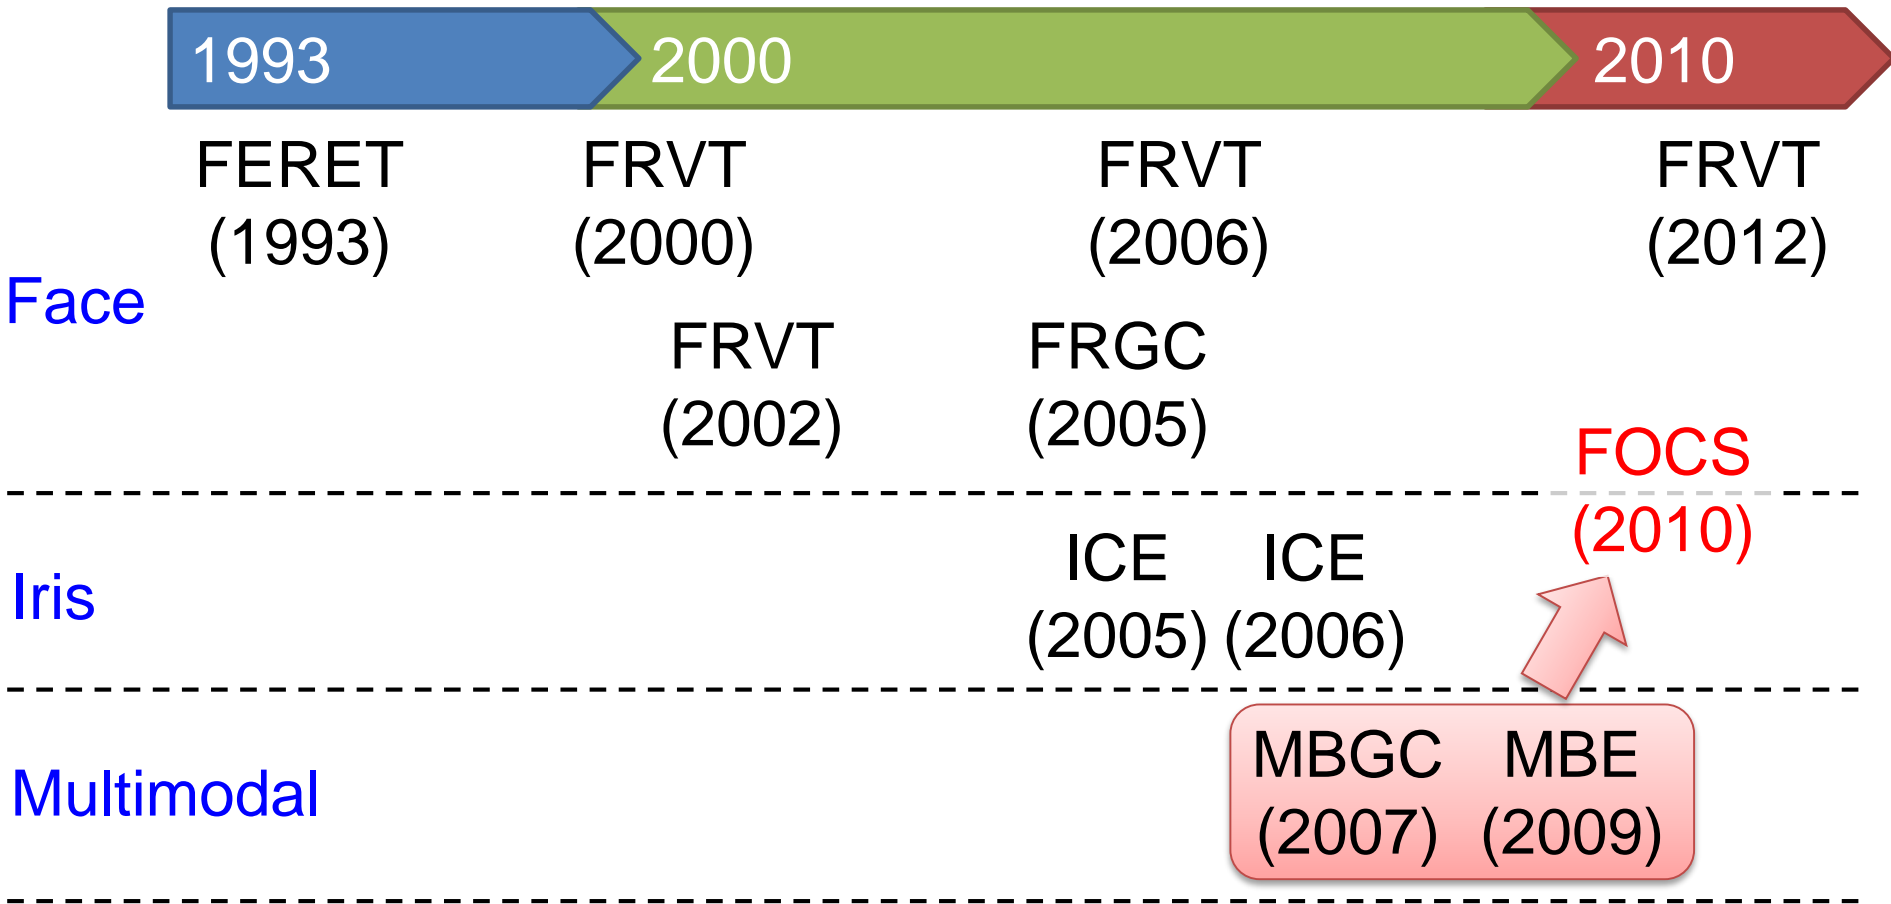 1993 2000 2010
FERET FRVT FRVT FRVT
(1993) (2000) (2006) (2012)
Face
FRVT FRGC
(2002) (2005)
FOCS
(2010)
ICE ICE
(2005) (2006)
Iris
MBGC MBE
(2007) (2009)
Multimodal